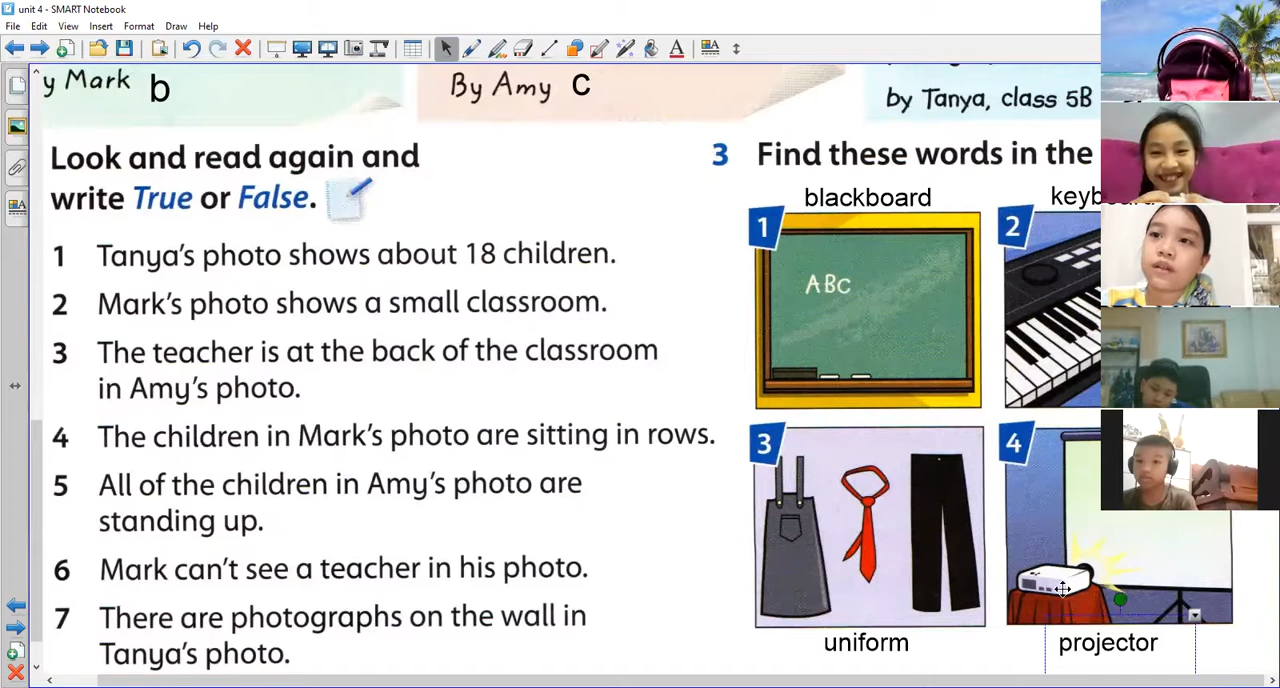 unit 4 - SMART Notebook
File Edit View Insert Format Draw Help
y Mark b
By Amy c
by Tanya, class 5B
Look and read again and
write True or False.
1 Tanya's photo shows about 18 children.
2 Mark's photo shows a small classroom.
3 The teacher is at the back of the classroom
in Amy's photo.
4 The children in Mark's photo are sitting in rows.
5 All of the children in Amy's photo are
standing up.
6 Mark can't see a teacher in his photo.
7 There are photographs on the wall in
Tanya's photo.
3 Find these words in the
blackboard
1
ABC
2
3
uniform
4
projector